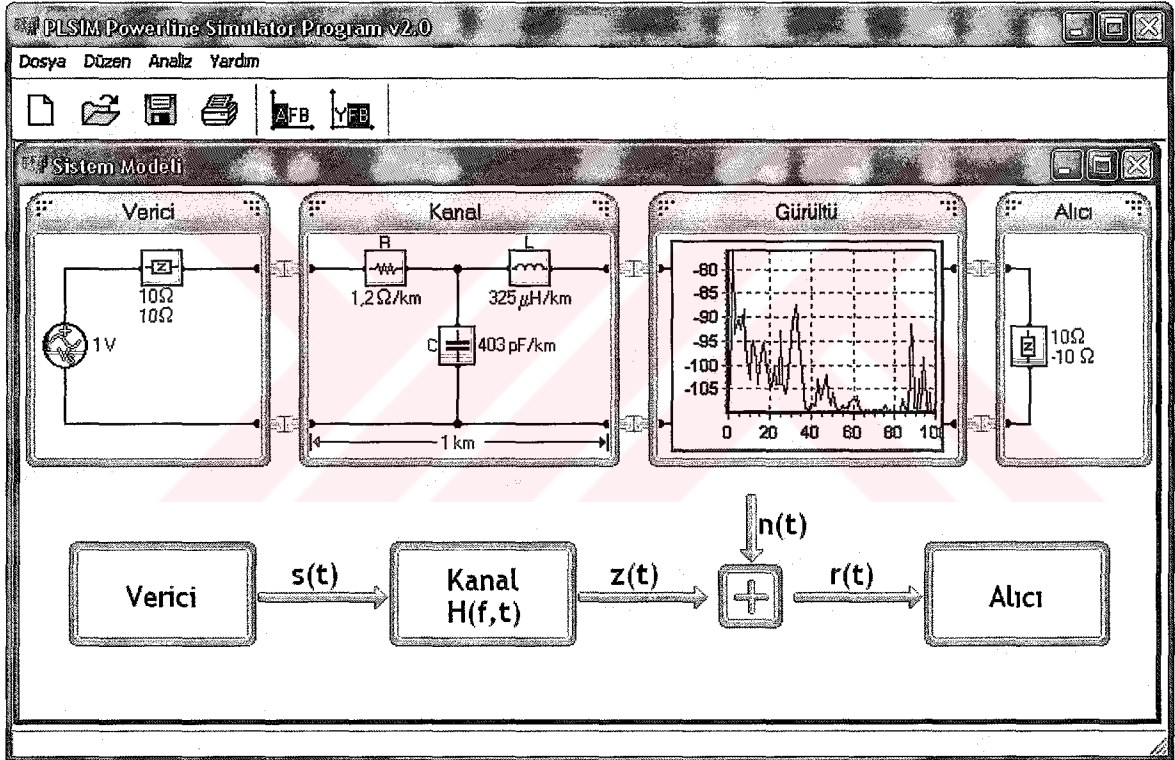 PLSIM Powerline Simulator Program v2.0
Dosya Düzen Analiz Yardım
AFB YFB
Sistem Modeli
Verici
Z
10Ω
10Ω
1V
Kanal
R
1,2Ω/km
L
325 µH/km
C
403 pF/km
1 km
Gürültü
-80
-85
-90
-95
-100
-105
0 20 40 60 80 100
Alıcı
Z
10Ω
-10 Ω
n(t)
Verici
s(t)
Kanal
H(f,t)
z(t)
+
r(t)
Alıcı